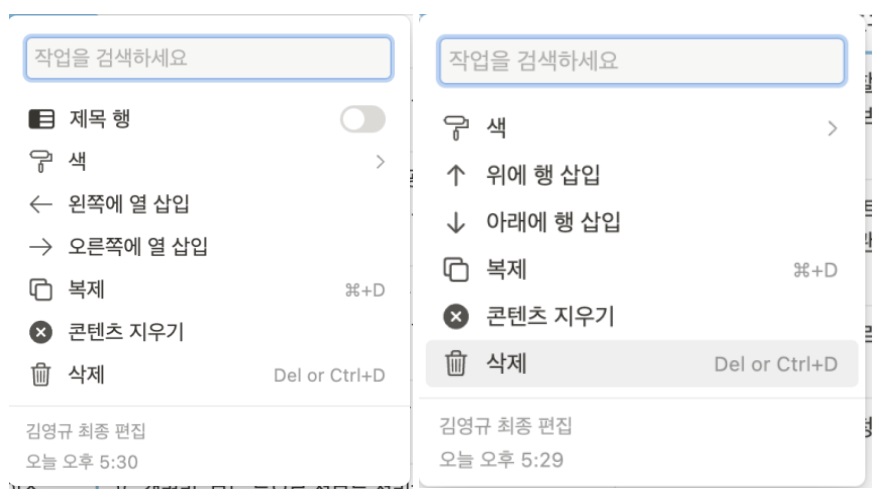 작업을 검색하세요
제목 행
색
왼쪽에 열 삽입
오른쪽에 열 삽입
복제 ⌘+D
콘텐츠 지우기
삭제 Del or Ctrl+D
김영규 최종 편집
오늘 오후 5:30
작업을 검색하세요
색
위에 행 삽입
아래에 행 삽입
복제 ⌘+D
콘텐츠 지우기
삭제 Del or Ctrl+D
김영규 최종 편집
오늘 오후 5:29